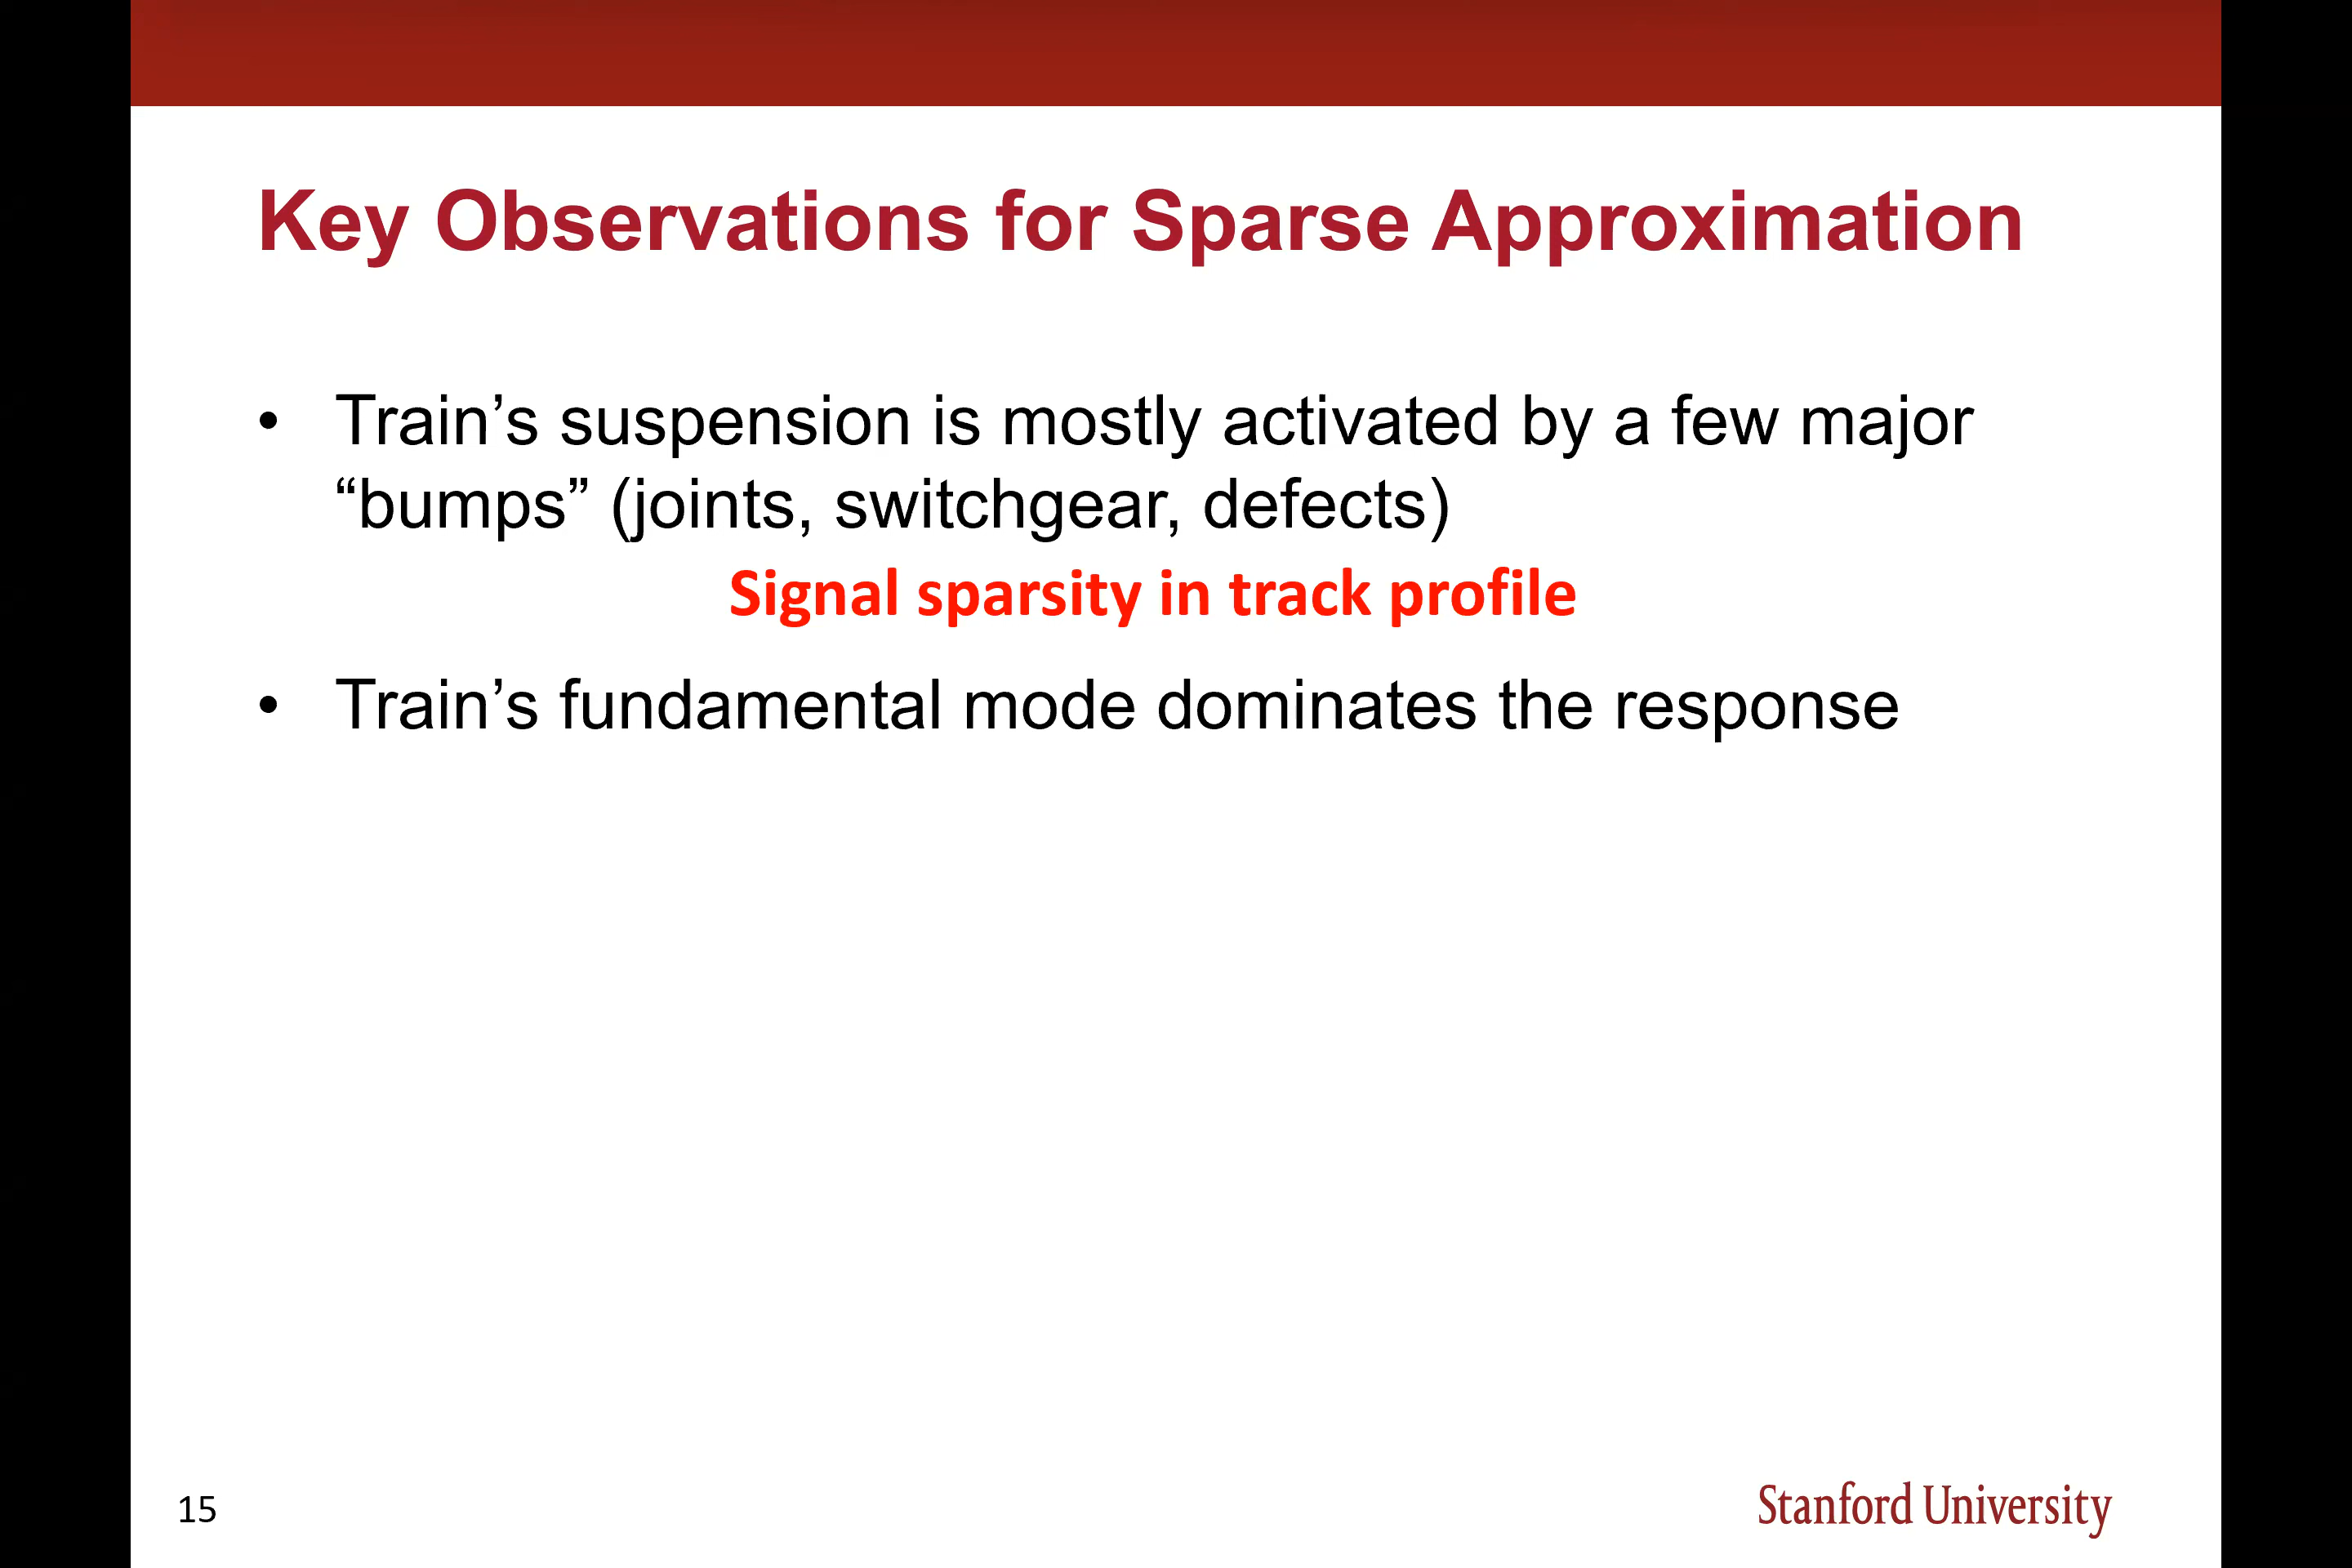 Key Observations for Sparse Approximation
• Train’s suspension is mostly activated by a few major
“bumps” (joints, switchgear, defects)
Signal sparsity in track profile
• Train’s fundamental mode dominates the response
15
Stanford University